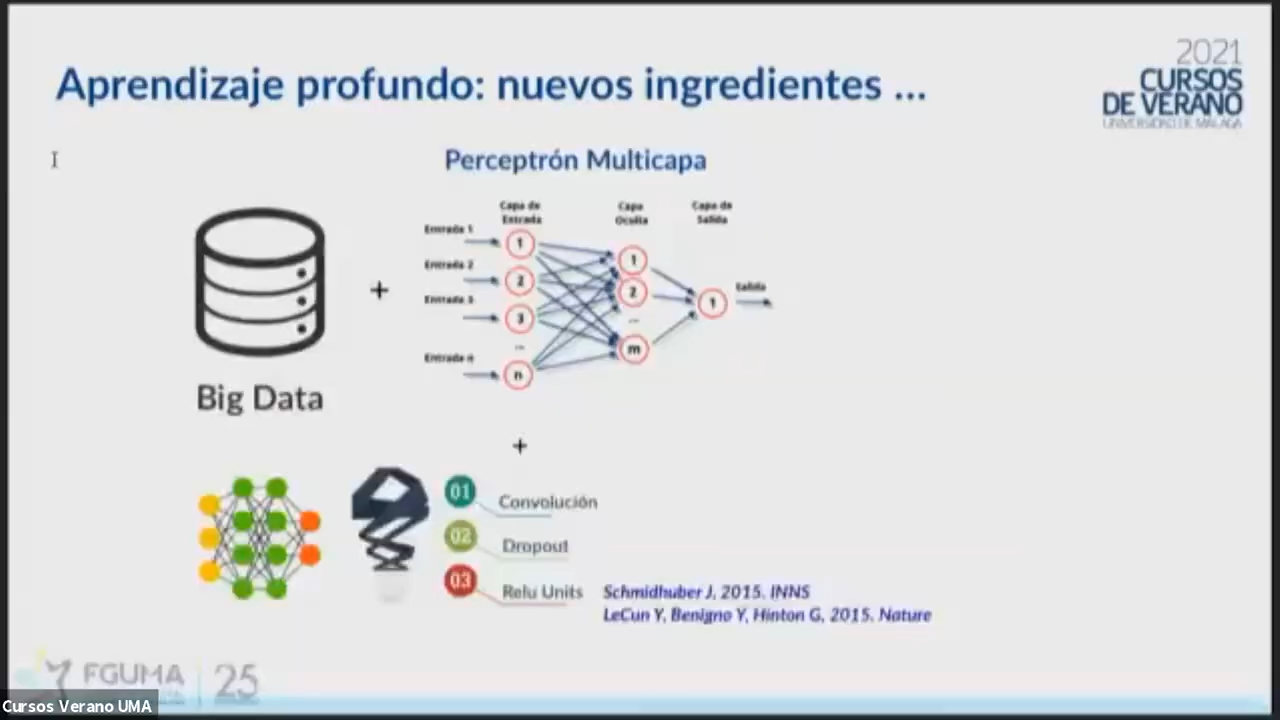 Aprendizaje profundo: nuevos ingredientes ...
2021
CURSOS
DE VERANO
UNIVERSIDAD DE MÁLAGA
Perceptrón Multicapa
Capa de
Entrada
Capa
Oculta
Capa de
Salida
Entrada 1
Entrada 2
Entrada 3
Entrada n
1
2
3
...
n
1
2
...
m
1
Salida
+
Big Data
+
01
Convolución
02
Dropout
03
Relu Units
Schmidhuber J, 2015. INNS
LeCun Y, Benigno Y, Hinton G, 2015. Nature
FGUMA
25
Cursos Verano UMA